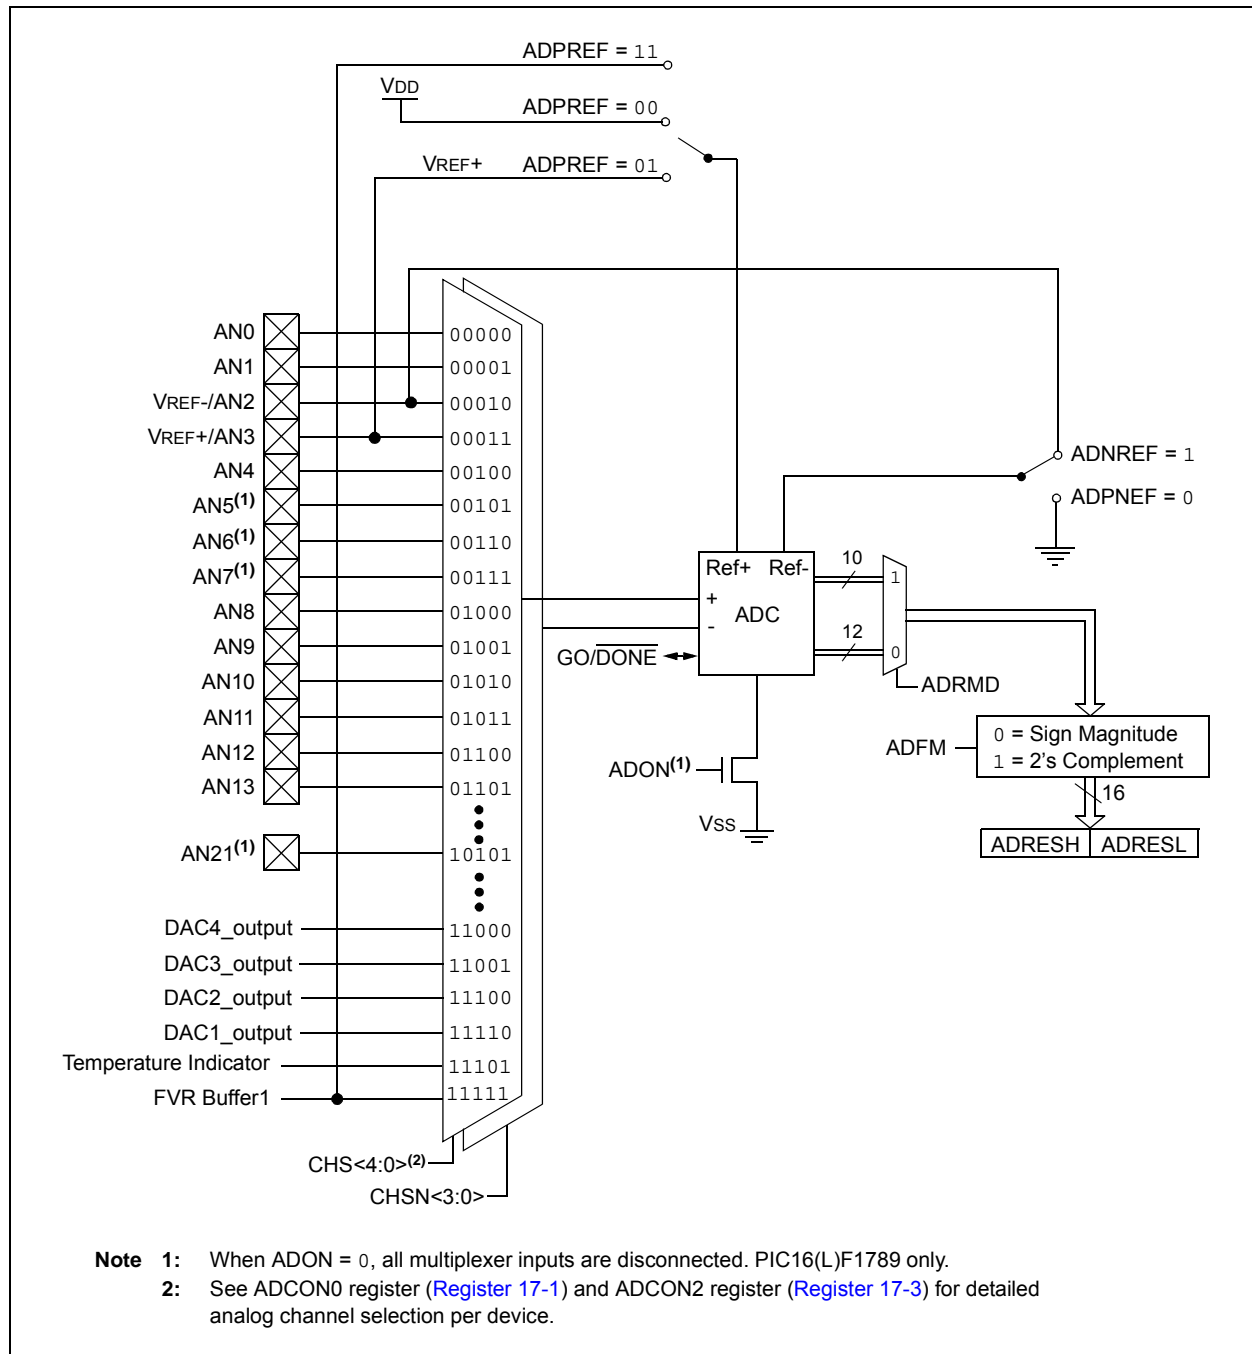 ADPREF = 11
VDD
ADPREF = 00
VREF+ ADPREF = 01
AN0 00000
AN1 00001
VREF-/AN2 00010
VREF+/AN3 00011
AN4 00100
AN5(1) 00101
AN6(1) 00110
AN7(1) 00111
AN8 01000
AN9 01001
AN10 01010
AN11 01011
AN12 01100
AN13 01101
AN21(1) 10101
DAC4_output 11000
DAC3_output 11001
DAC2_output 11100
DAC1_output 11110
Temperature Indicator 11101
FVR Buffer1 11111
CHS<4:0>(2)
CHSN<3:0>
ADNREF = 1
ADPNEF = 0
Ref+ Ref-
+
-
ADC
GO/DONE
10
12
1
0
ADRMD
ADON(1)
VSS
ADFM
0 = Sign Magnitude
1 = 2's Complement
16
ADRESH ADRESL
Note 1: When ADON = 0, all multiplexer inputs are disconnected. PIC16(L)F1789 only.
2: See ADCON0 register (Register 17-1) and ADCON2 register (Register 17-3) for detailed
analog channel selection per device.